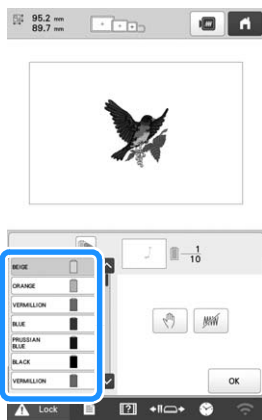 95.2 mm
89.7 mm
1
10
BEIGE
ORANGE
VERMILLION
BLUE
PRUSSIAN
BLUE
BLACK
VERMILLION
OK
Lock
?